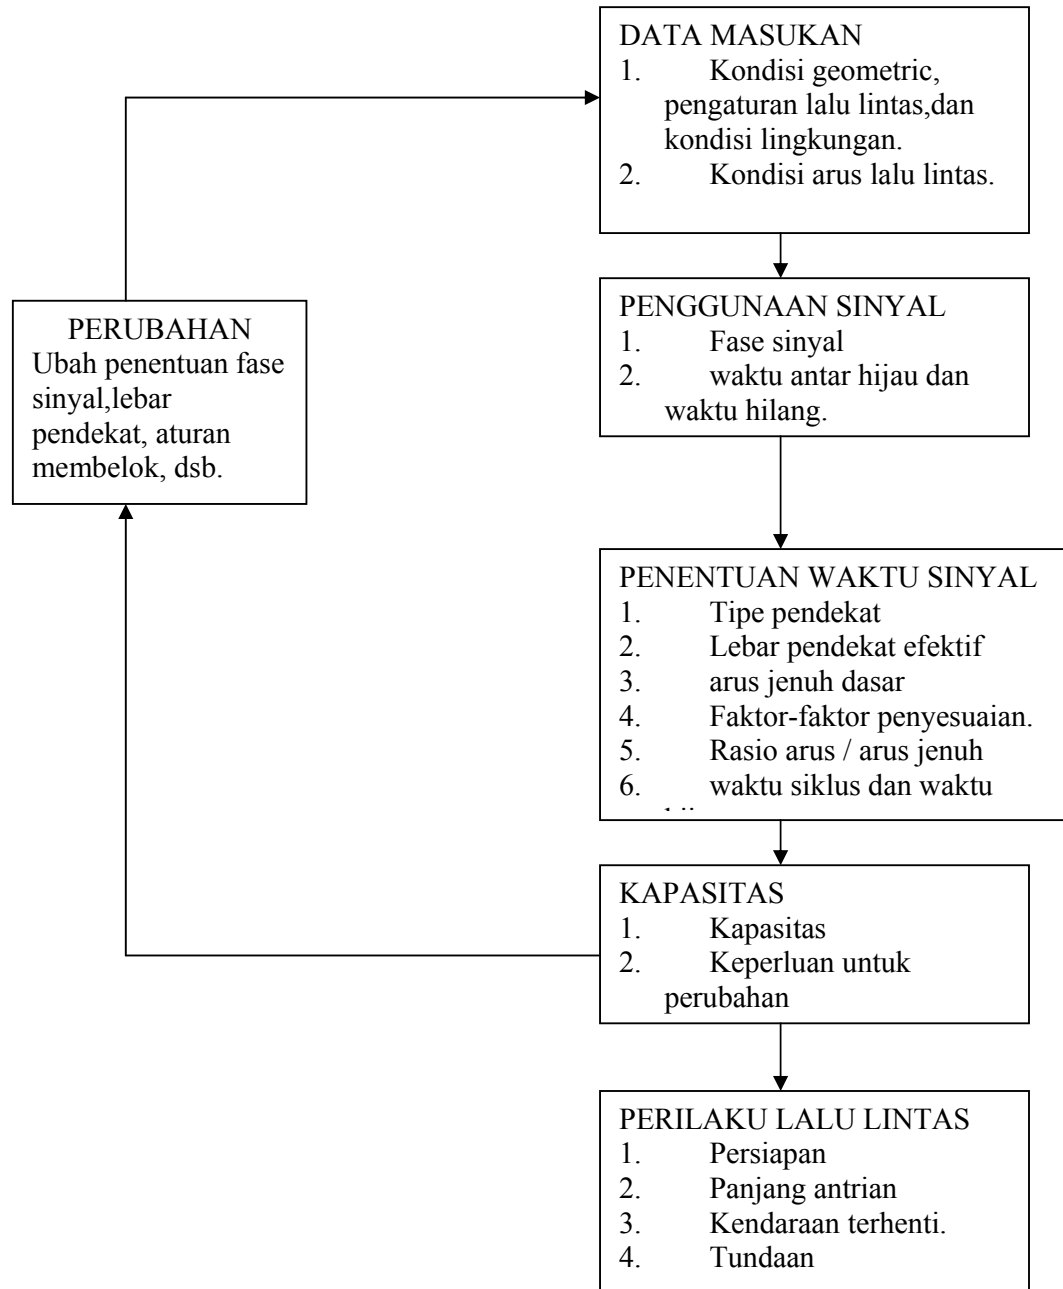 DATA MASUKAN
1. Kondisi geometric,
pengaturan lalu lintas,dan
kondisi lingkungan.
2. Kondisi arus lalu lintas.
PENGGUNAAN SINYAL
1. Fase sinyal
2. waktu antar hijau dan
waktu hilang.
PERUBAHAN
Ubah penentuan fase
sinyal,lebar
pendekat, aturan
membelok, dsb.
PENENTUAN WAKTU SINYAL
1. Tipe pendekat
2. Lebar pendekat efektif
3. arus jenuh dasar
4. Faktor-faktor penyesuaian.
5. Rasio arus / arus jenuh
6. waktu siklus dan waktu
KAPASITAS
1. Kapasitas
2. Keperluan untuk
perubahan
PERILAKU LALU LINTAS
1. Persiapan
2. Panjang antrian
3. Kendaraan terhenti.
4. Tundaan